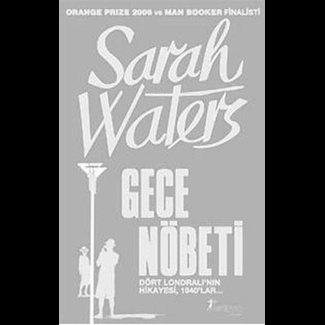 ORANGE PRIZE 2006 ve MAN BOOKER FİNALİSTİ
Sarah
Waters
GECE
NÖBETİ
DÖRT LONDRALI'NIN
HİKAYESİ, 1940'LAR...